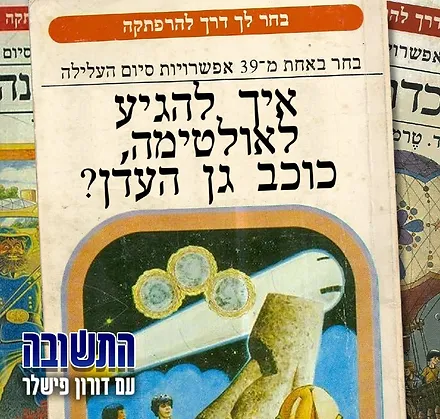 בחר לך דרך להרפתקה
בחר באחת מ־39 אפשרויות סיום העלילה
איך להגיע
לאולטימה,
כוכב גן העדן?
התשובה
עם דורון פישלר